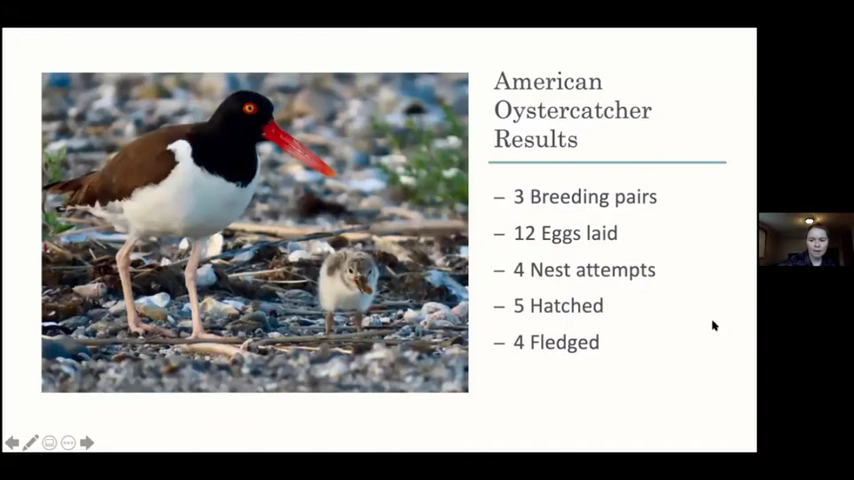 American
Oystercatcher
Results
– 3 Breeding pairs
– 12 Eggs laid
– 4 Nest attempts
– 5 Hatched
– 4 Fledged